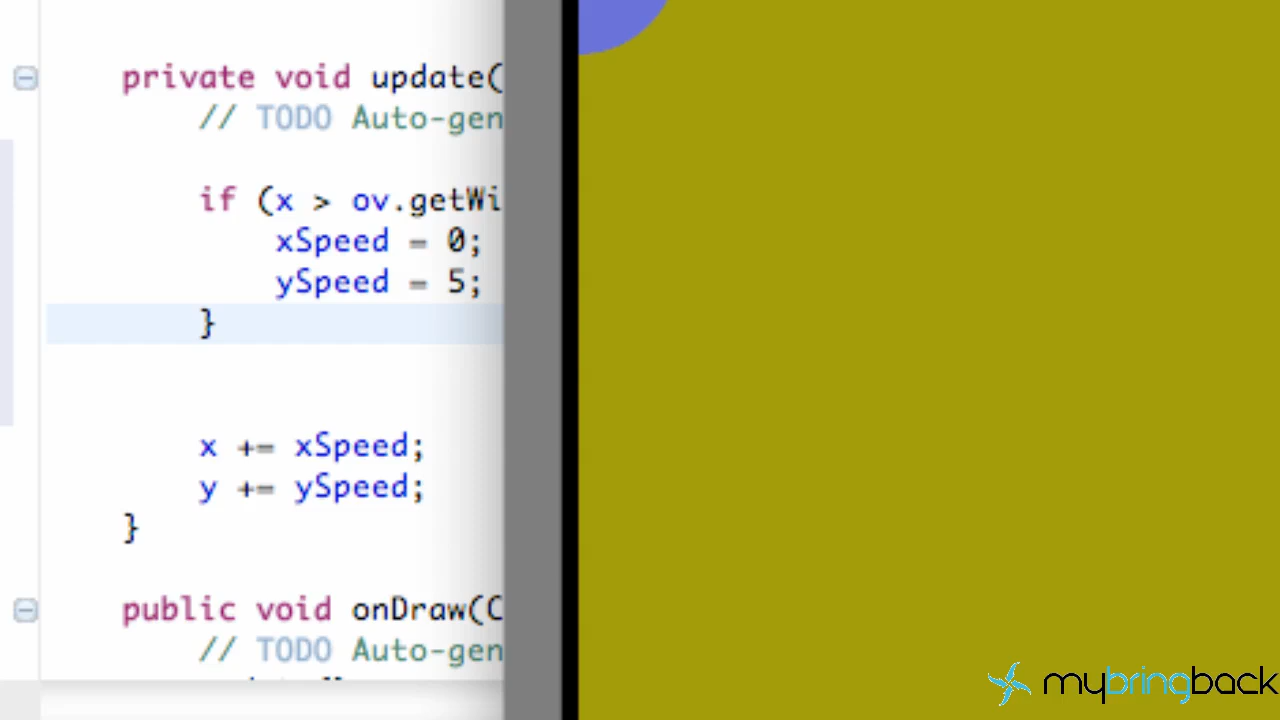 private void update(
// TODO Auto-gen
if (x > ov.getWi
xSpeed = 0;
ySpeed = 5;
}
x += xSpeed;
y += ySpeed;
}
public void onDraw(C
// TODO Auto-gen
mybringback